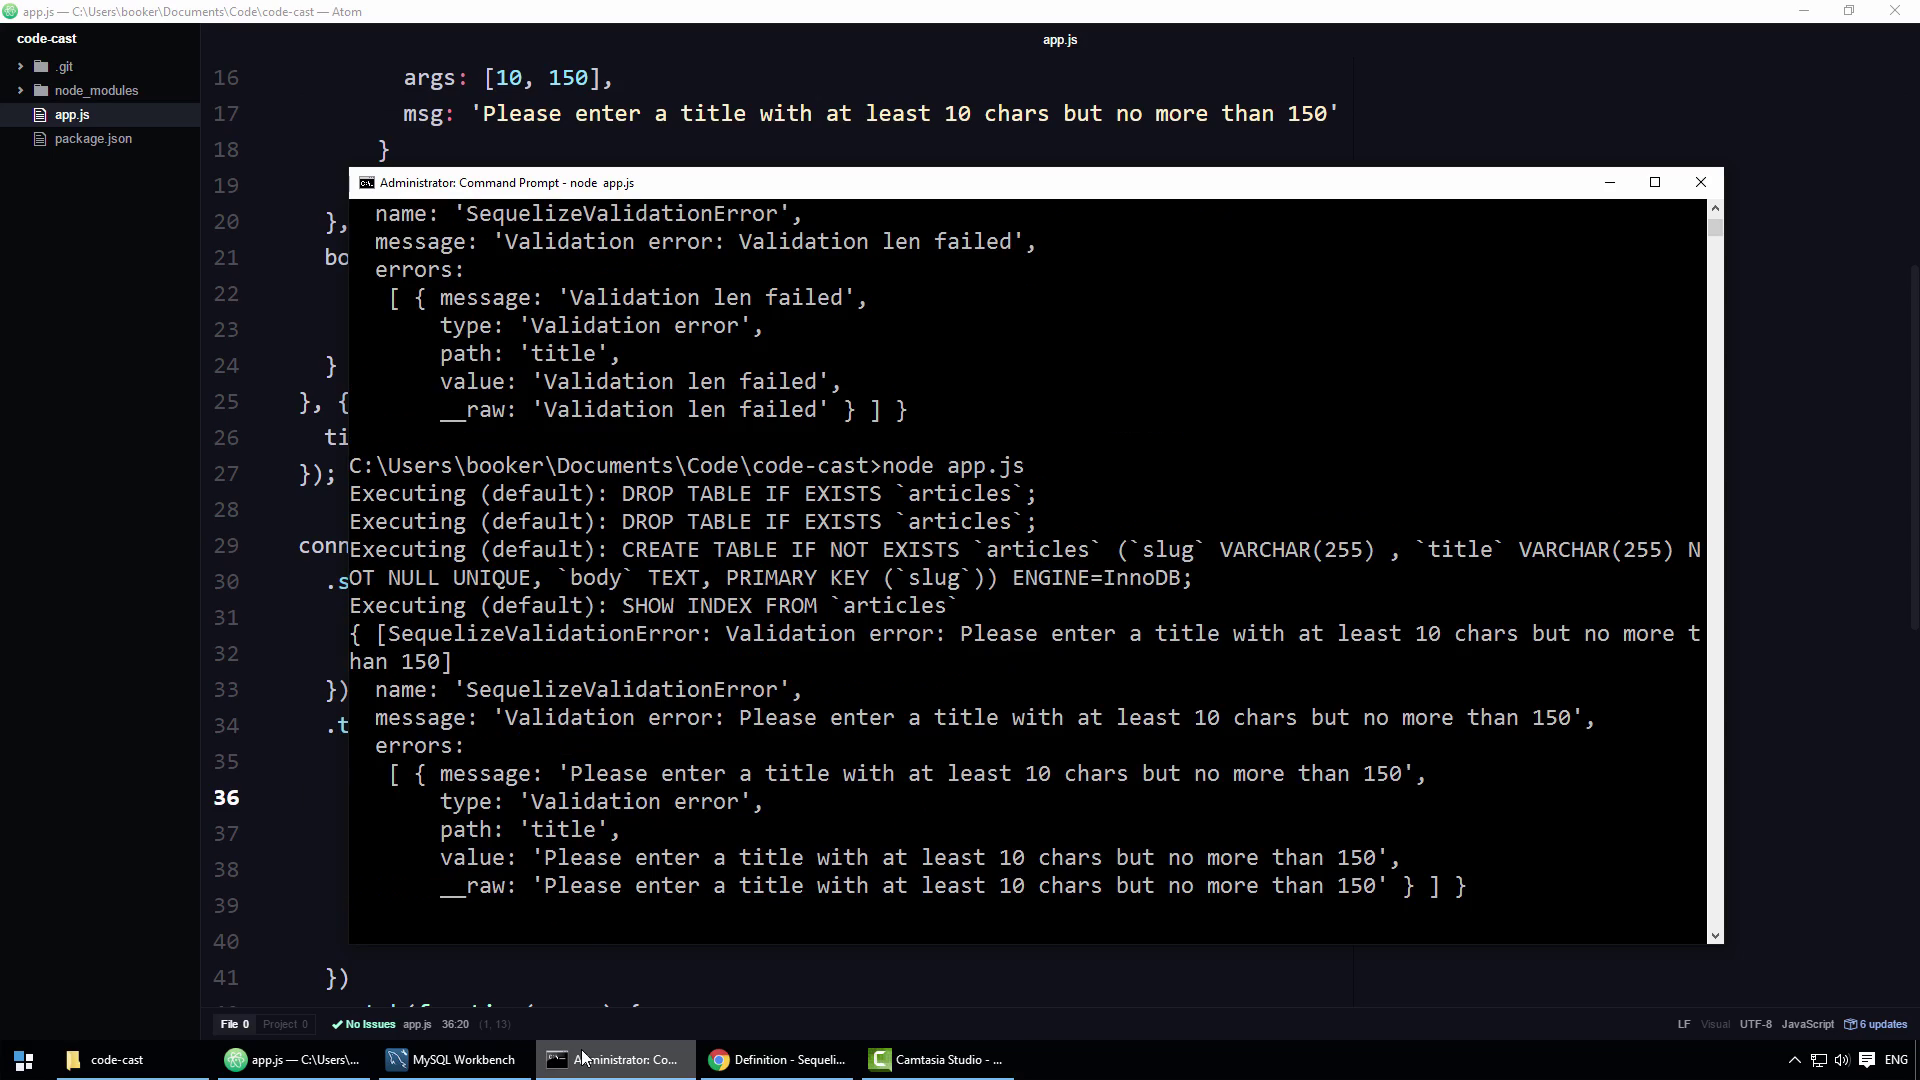 app.js — C:\Users\booker\Documents\Code\code-cast — Atom
code-cast
.git
node_modules
app.js
package.json
app.js
16 args: [10, 150],
17 msg: 'Please enter a title with at least 10 chars but no more than 150'
18 }
19
20 },
21 bo
22
23
24 }
25 }, {
26 ti
27 });
28
29 conn
30 .s
31
32
33 })
34 .t
35
36
37
38
39
40
41 })
Administrator: Command Prompt - node app.js
name: 'SequelizeValidationError',
message: 'Validation error: Validation len failed',
errors:
[ { message: 'Validation len failed',
type: 'Validation error',
path: 'title',
value: 'Validation len failed',
__raw: 'Validation len failed' } ] }
C:\Users\booker\Documents\Code\code-cast>node app.js
Executing (default): DROP TABLE IF EXISTS `articles`;
Executing (default): DROP TABLE IF EXISTS `articles`;
Executing (default): CREATE TABLE IF NOT EXISTS `articles` (`slug` VARCHAR(255) , `title` VARCHAR(255) N
OT NULL UNIQUE, `body` TEXT, PRIMARY KEY (`slug`)) ENGINE=InnoDB;
Executing (default): SHOW INDEX FROM `articles`
{ [SequelizeValidationError: Validation error: Please enter a title with at least 10 chars but no more t
han 150]
name: 'SequelizeValidationError',
message: 'Validation error: Please enter a title with at least 10 chars but no more than 150',
errors:
[ { message: 'Please enter a title with at least 10 chars but no more than 150',
type: 'Validation error',
path: 'title',
value: 'Please enter a title with at least 10 chars but no more than 150',
__raw: 'Please enter a title with at least 10 chars but no more than 150' } ] }
File 0 Project 0 No Issues app.js 36:20 (1, 13)
LF Visual UTF-8 JavaScript 6 updates
code-cast
app.js — C:\Users\...
MySQL Workbench
Administrator: Co...
Definition - Sequeli...
Camtasia Studio - ...
ENG